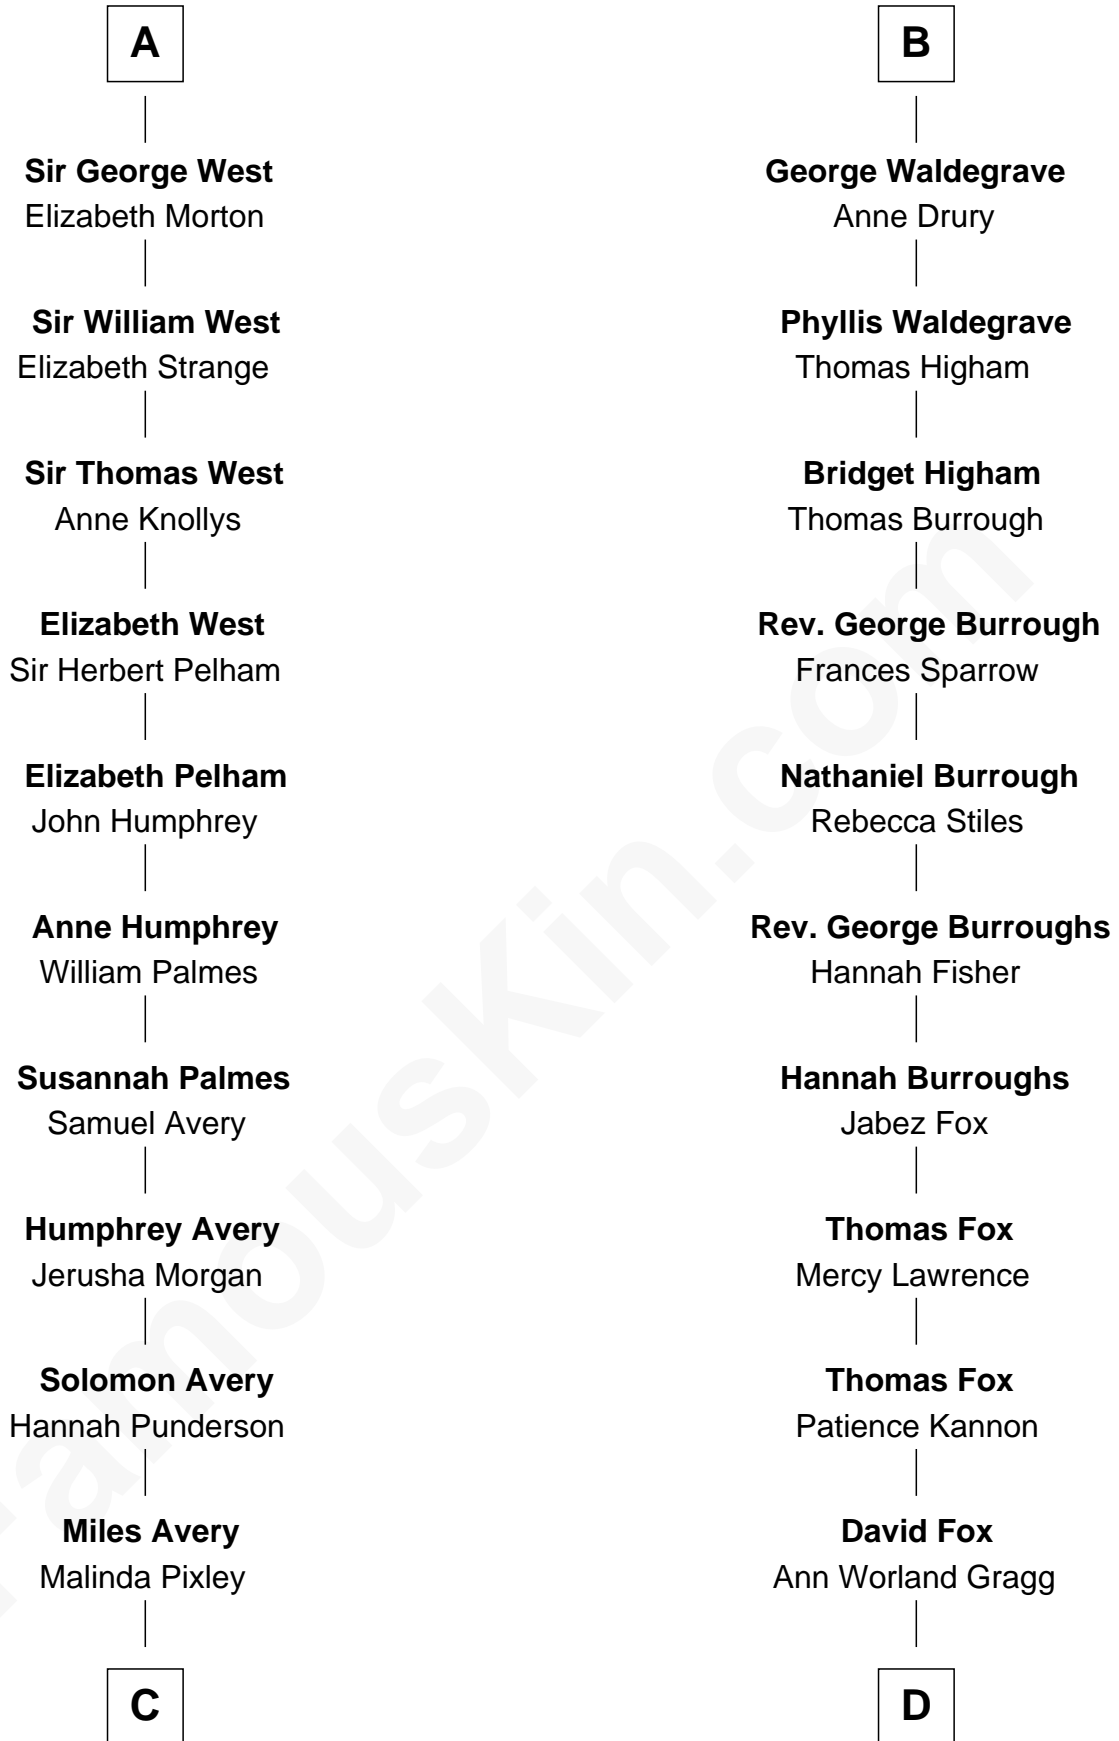 A
Sir George West
Elizabeth Morton
Sir William West
Elizabeth Strange
Sir Thomas West
Anne Knollys
Elizabeth West
Sir Herbert Pelham
Elizabeth Pelham
John Humphrey
Anne Humphrey
William Palmes
Susannah Palmes
Samuel Avery
Humphrey Avery
Jerusha Morgan
Solomon Avery
Hannah Punderson
Miles Avery
Malinda Pixley
C
B
George Waldegrave
Anne Drury
Phyllis Waldegrave
Thomas Higham
Bridget Higham
Thomas Burrough
Rev. George Burrough
Frances Sparrow
Nathaniel Burrough
Rebecca Stiles
Rev. George Burroughs
Hannah Fisher
Hannah Burroughs
Jabez Fox
Thomas Fox
Mercy Lawrence
Thomas Fox
Patience Kannon
David Fox
Ann Worland Gragg
D
FamousKin.com